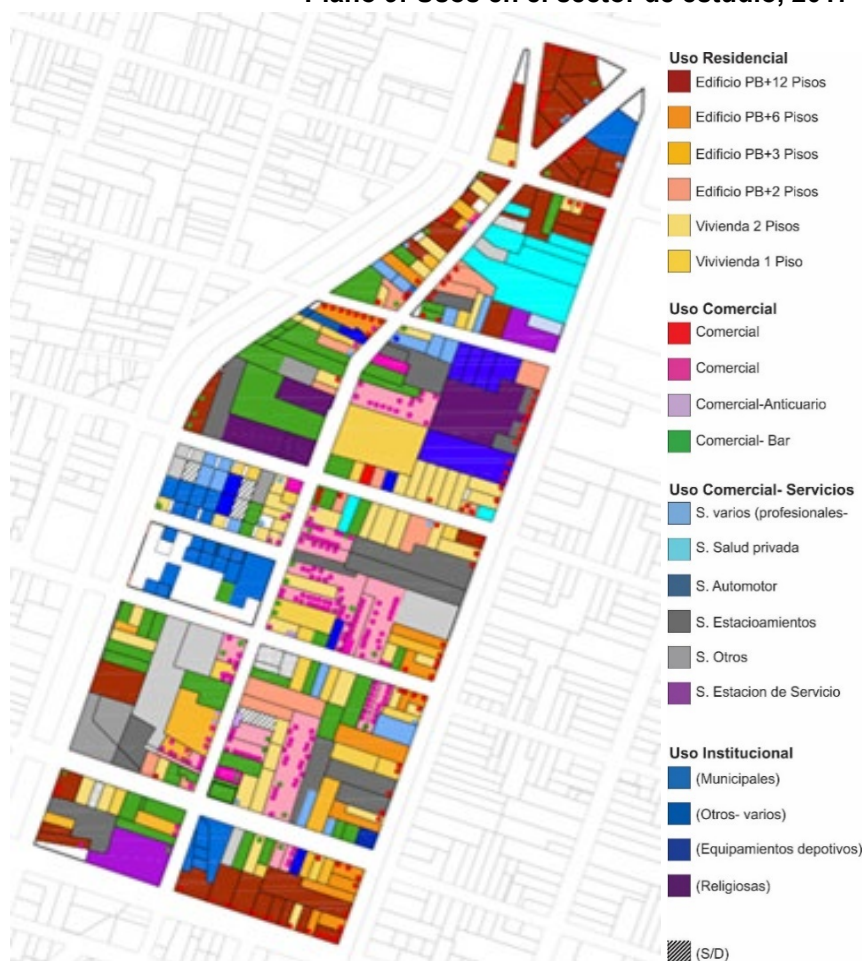 Plano Usos en el sector de estudio,
Uso Residencial
Edificio PB+12 Pisos
Edificio PB+6 Pisos
Edificio PB+3 Pisos
Edificio PB+2 Pisos
Vivienda 2 Pisos
Vivivienda 1 Piso
Uso Comercial
Comercial
Comercial
Comercial-Anticuario
Comercial- Bar
Uso Comercial- Servicios
S. varios (profesionales-
S. Salud privada
S. Automotor
S. Estacioamientos
S. Otros
S. Estacion de Servicio
Uso Institucional
(Municipales)
(Otros- varios)
(Equipamientos depotivos)
(Religiosas)
(S/D)